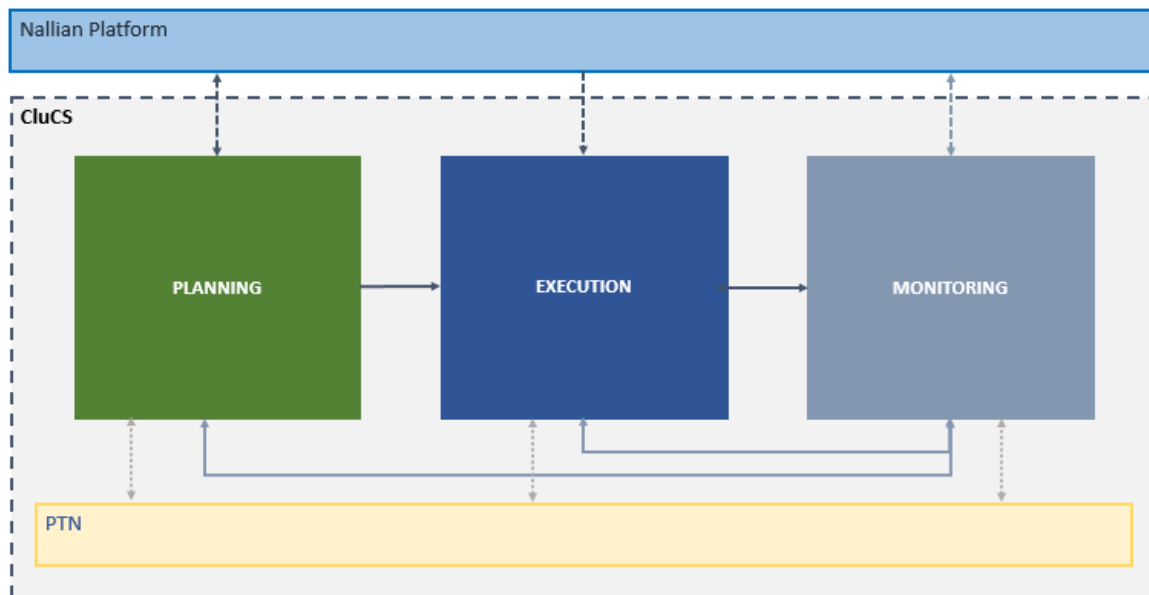 Nallian Platform
CluCS
PLANNING
EXECUTION
MONITORING
PTN